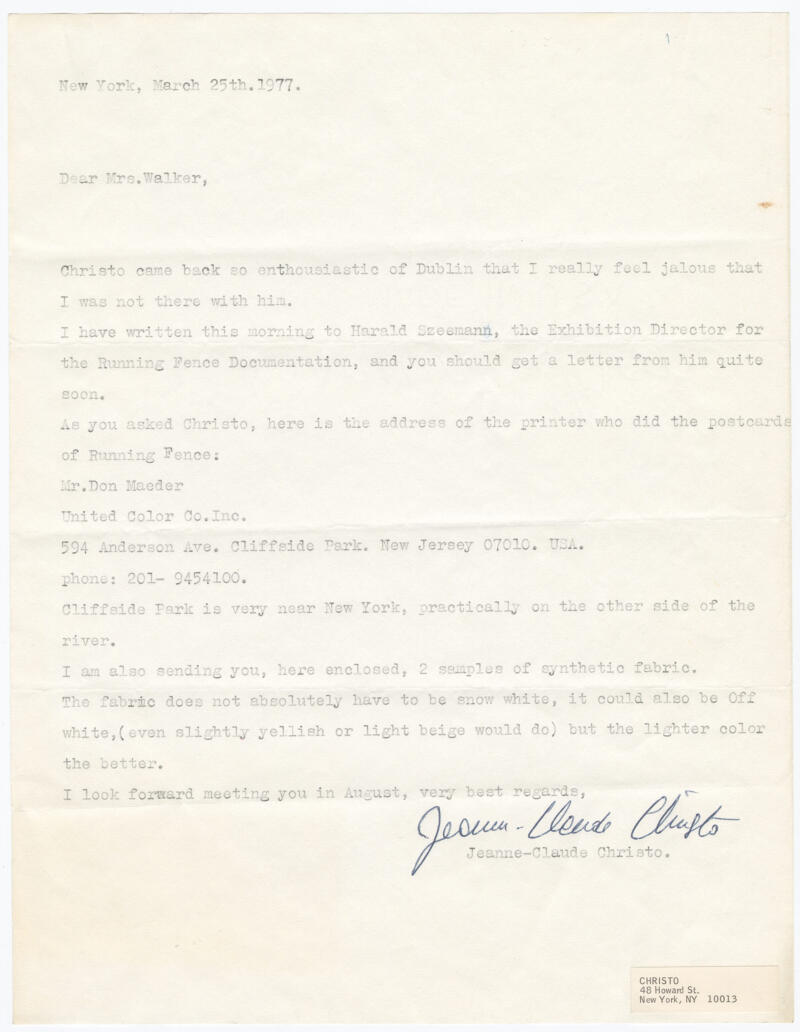 New York, March 25th.1977.
Dear Mrs.Walker,
Christo came back so enthousiastic of Dublin that I really feel jalous that
I was not there with him.
I have written this morning to Harald Szeemann, the Exhibition Director for
the Running Fence Documentation, and you should get a letter from him quite
soon.
As you asked Christo, here is the address of the printer who did the postcards
of Running Fence:
Mr.Don Maeder
United Color Co.Inc.
594 Anderson Ave. Cliffside Park. New Jersey 07010. USA.
phone: 201- 9454100.
Cliffside Park is very near New York, practically on the other side of the
river.
I am also sending you, here enclosed, 2 samples of synthetic fabric.
The fabric does not absolutely have to be snow white, it could also be Off
white,(even slightly yellish or light beige would do) but the lighter color
the better.
I look forward meeting you in August, very best regards,
Jeanne-Claude Christo
Jeanne-Claude Christo.
CHRISTO
48 Howard St.
New York, NY 10013